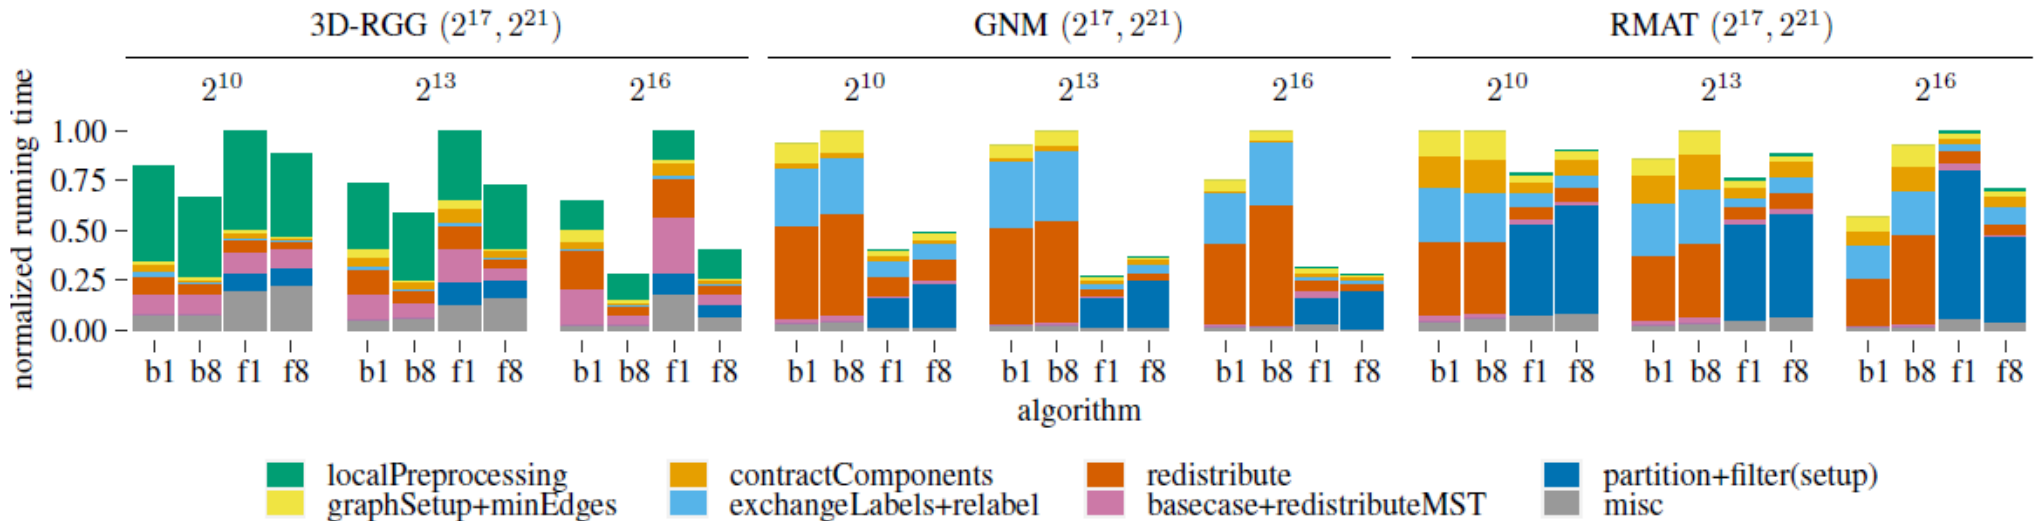 3D-RGG (2^17, 2^21) GNM (2^17, 2^21) RMAT (2^17, 2^21)
2^10 2^13 2^16 2^10 2^13 2^16 2^10 2^13 2^16
normalized running time
1.00
0.75
0.50
0.25
0.00
b1 b8 f1 f8 b1 b8 f1 f8 b1 b8 f1 f8 b1 b8 f1 f8 b1 b8 f1 f8 b1 b8 f1 f8 b1 b8 f1 f8 b1 b8 f1 f8 b1 b8 f1 f8
algorithm
localPreprocessing contractComponents redistribute partition+filter(setup)
graphSetup+minEdges exchangeLabels+relabel basecase+redistributeMST misc